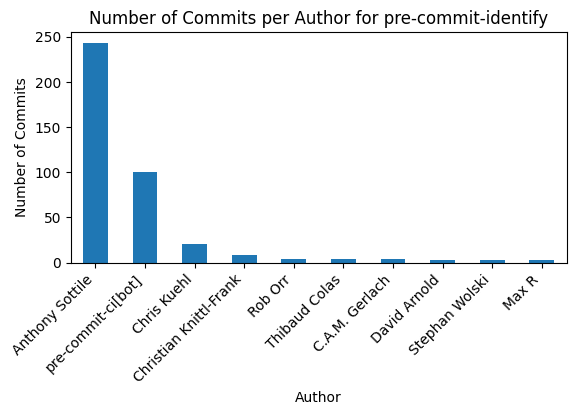 Number of Commits per Author for pre-commit-identify
Number of Commits
250
200
150
100
50
0
Anthony Sottile
pre-commit-ci[bot]
Chris Kuehl
Christian Knittl-Frank
Rob Orr
Thibaud Colas
C.A.M. Gerlach
David Arnold
Stephan Wolski
Max R
Author